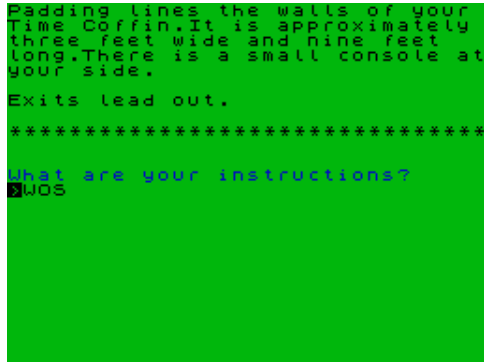 Padding lines the walls of your
Time Coffin.It is approximately
three feet wide and nine feet
long.There is a small console at
your side.
Exits lead out.
********************************
What are your instructions?
>WOS